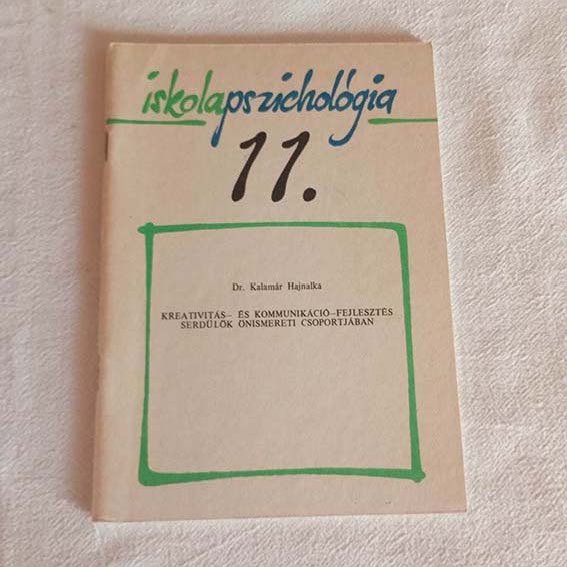 iskolapszichológia
11.
Dr. Kalamár Hajnalka
KREATIVITÁS– ÉS KOMMUNIKÁCIÓ–FEJLESZTÉS
SERDÜLŐK ÖNISMERETI CSOPORTJÁBAN